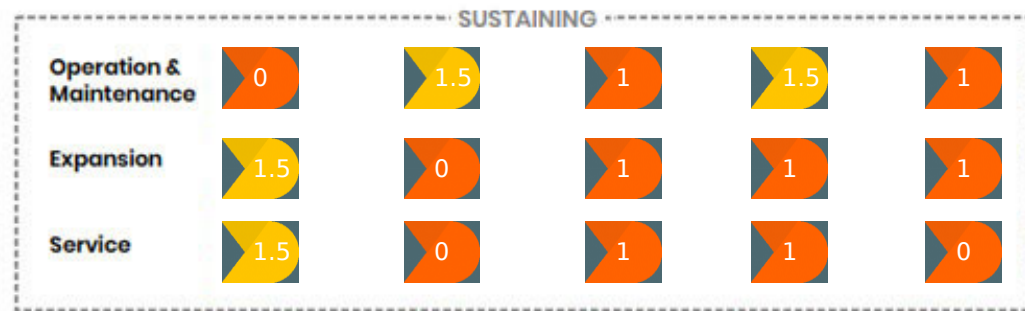 SUSTAINING
Operation & 0 1.5 1 1.5 1
Maintenance
Expansion 1.5 0 1 1 1
Service 1.5 0 1 1 0